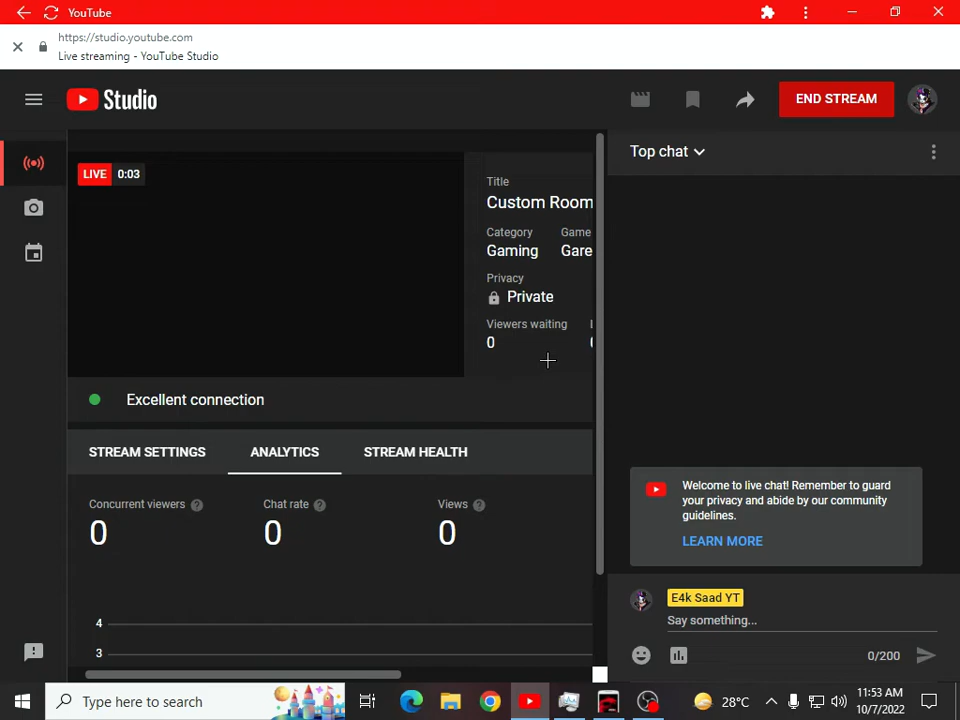 YouTube
https://studio.youtube.com
Live streaming - YouTube Studio
Studio
END STREAM
LIVE 0:03
Title
Custom Room
Category Game
Gaming Gare
Privacy
Private
Viewers waiting
0
Excellent connection
STREAM SETTINGS ANALYTICS STREAM HEALTH
Concurrent viewers ? Chat rate ? Views ?
0 0 0
4
3
Top chat
Welcome to live chat! Remember to guard
your privacy and abide by our community
guidelines.
LEARN MORE
E4k Saad YT
Say something...
0/200
Type here to search
28°C
11:53 AM
10/7/2022